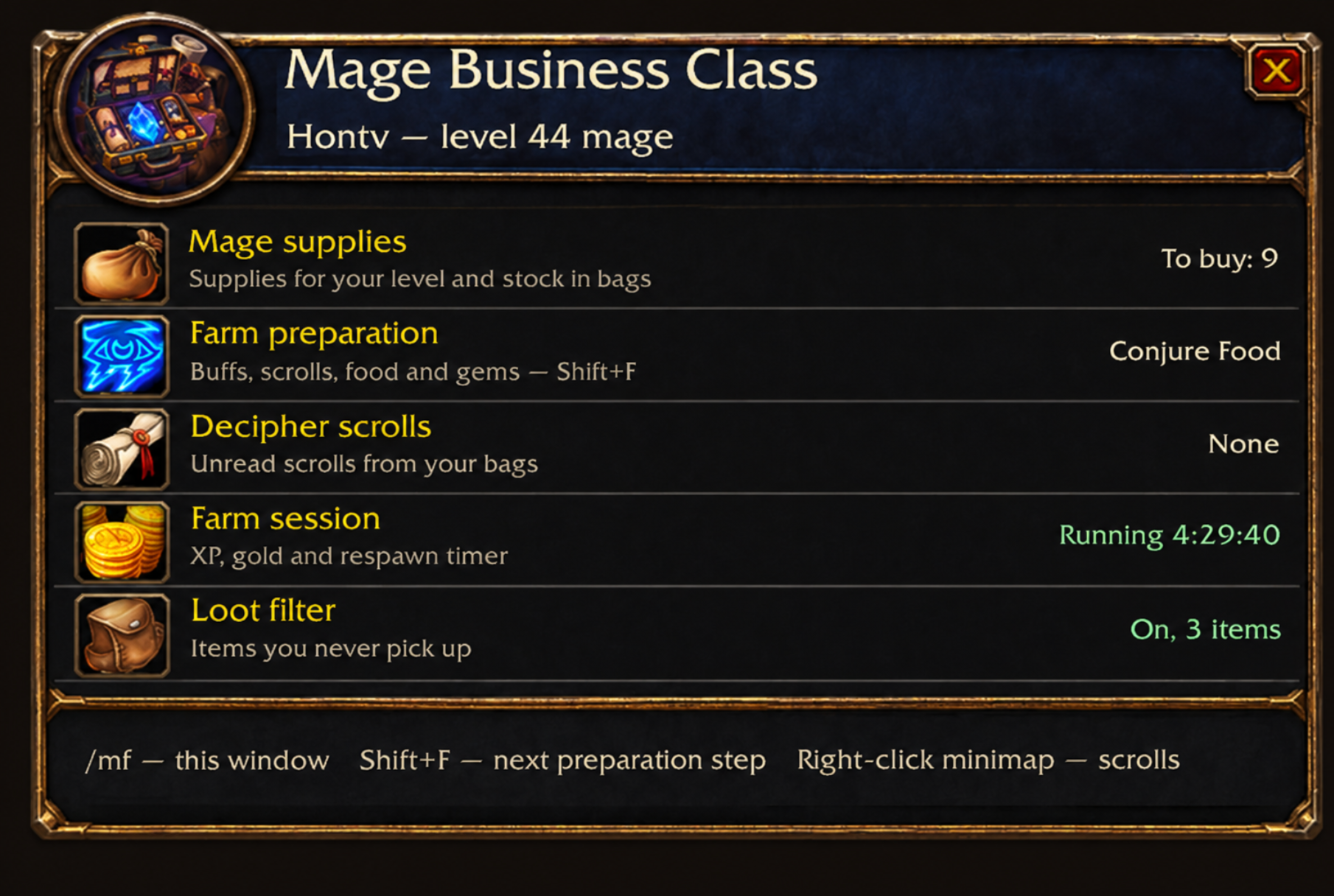 Mage Business Class
Hontv — level 44 mage
Mage supplies
Supplies for your level and stock in bags
To buy: 9
Farm preparation
Buffs, scrolls, food and gems — Shift+F
Conjure Food
Decipher scrolls
Unread scrolls from your bags
None
Farm session
XP, gold and respawn timer
Running 4:29:40
Loot filter
Items you never pick up
On, 3 items
/mf — this window Shift+F — next preparation step Right-click minimap — scrolls